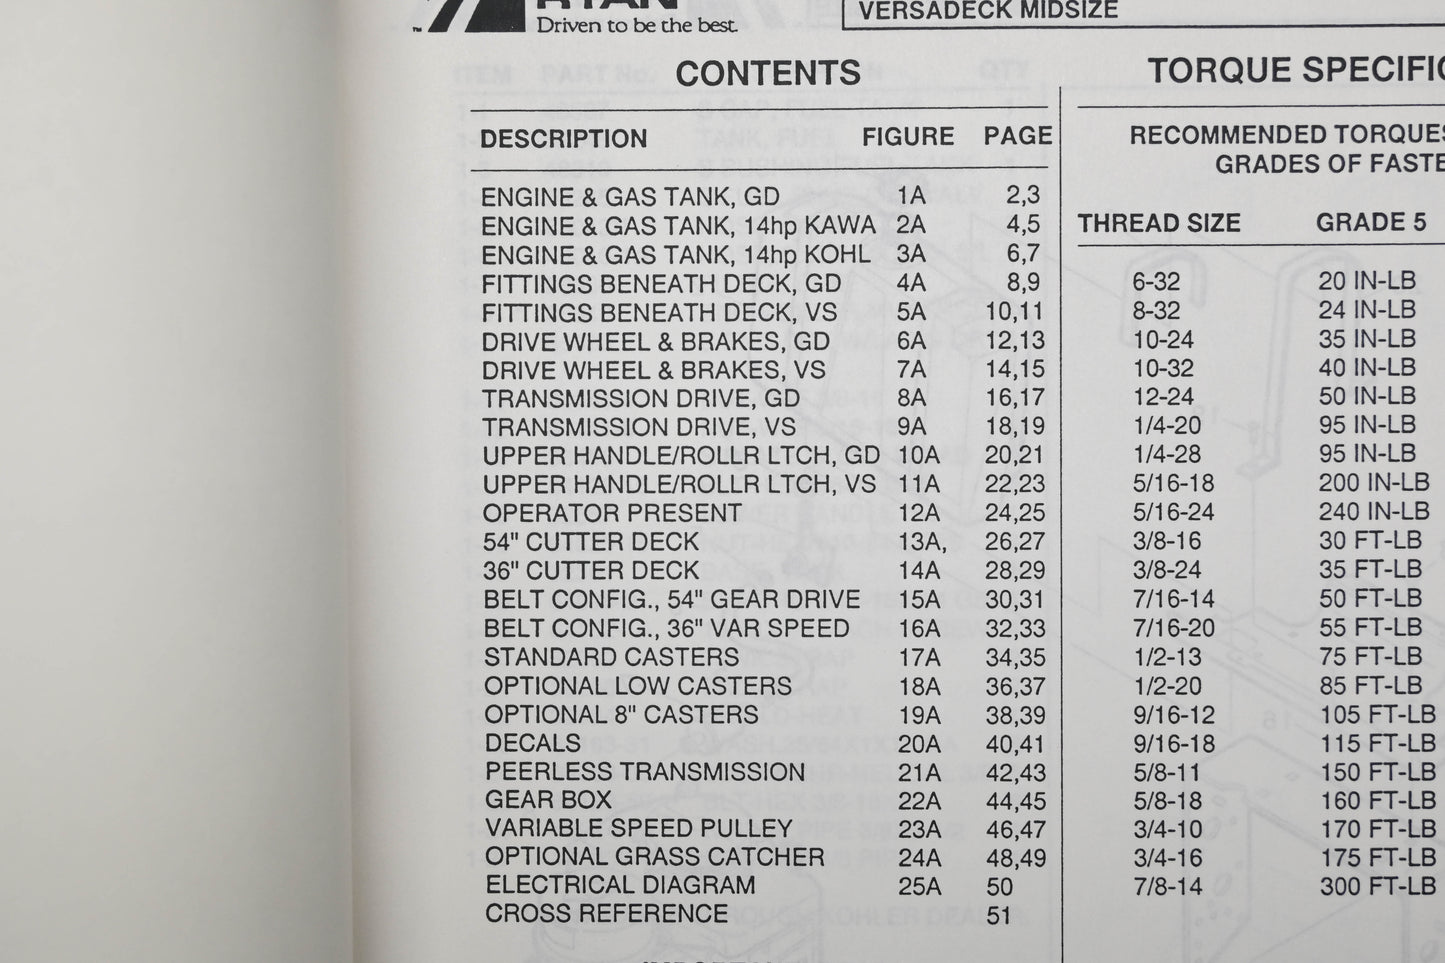 RYAN
Driven to be the best.
VERSADECK MIDSIZE
CONTENTS
DESCRIPTION FIGURE PAGE
ENGINE & GAS TANK, GD 1A 2,3
ENGINE & GAS TANK, 14hp KAWA 2A 4,5
ENGINE & GAS TANK, 14hp KOHL 3A 6,7
FITTINGS BENEATH DECK, GD 4A 8,9
FITTINGS BENEATH DECK, VS 5A 10,11
DRIVE WHEEL & BRAKES, GD 6A 12,13
DRIVE WHEEL & BRAKES, VS 7A 14,15
TRANSMISSION DRIVE, GD 8A 16,17
TRANSMISSION DRIVE, VS 9A 18,19
UPPER HANDLE/ROLLR LTCH, GD 10A 20,21
UPPER HANDLE/ROLLR LTCH, VS 11A 22,23
OPERATOR PRESENT 12A 24,25
54" CUTTER DECK 13A, 26,27
36" CUTTER DECK 14A 28,29
BELT CONFIG., 54" GEAR DRIVE 15A 30,31
BELT CONFIG., 36" VAR SPEED 16A 32,33
STANDARD CASTERS 17A 34,35
OPTIONAL LOW CASTERS 18A 36,37
OPTIONAL 8" CASTERS 19A 38,39
DECALS 20A 40,41
PEERLESS TRANSMISSION 21A 42,43
GEAR BOX 22A 44,45
VARIABLE SPEED PULLEY 23A 46,47
OPTIONAL GRASS CATCHER 24A 48,49
ELECTRICAL DIAGRAM 25A 50
CROSS REFERENCE 51
TORQUE SPECIFIC
RECOMMENDED TORQUES
GRADES OF FASTE
THREAD SIZE GRADE 5
6-32 20 IN-LB
8-32 24 IN-LB
10-24 35 IN-LB
10-32 40 IN-LB
12-24 50 IN-LB
1/4-20 95 IN-LB
1/4-28 95 IN-LB
5/16-18 200 IN-LB
5/16-24 240 IN-LB
3/8-16 30 FT-LB
3/8-24 35 FT-LB
7/16-14 50 FT-LB
7/16-20 55 FT-LB
1/2-13 75 FT-LB
1/2-20 85 FT-LB
9/16-12 105 FT-LB
9/16-18 115 FT-LB
5/8-11 150 FT-LB
5/8-18 160 FT-LB
3/4-10 170 FT-LB
3/4-16 175 FT-LB
7/8-14 300 FT-LB